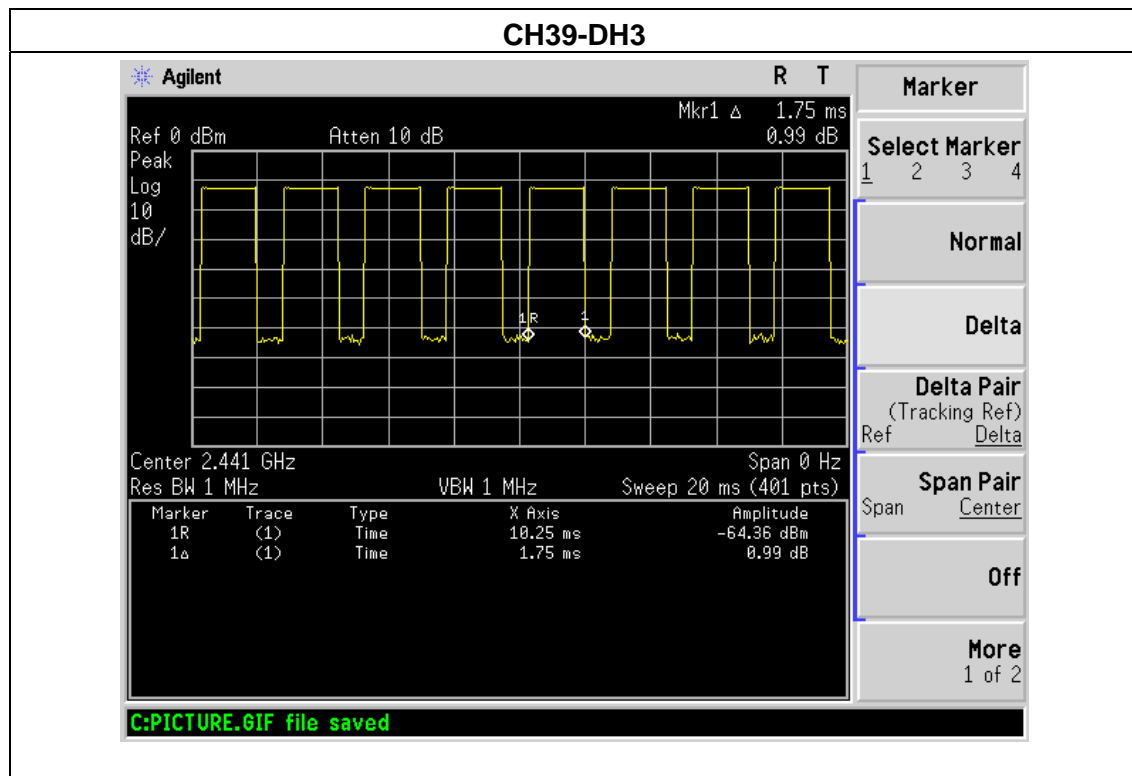 CH39-DH3
Agilent R T
Mkr1 Δ 1.75 ms
Ref 0 dBm Atten 10 dB 0.99 dB
Peak
Log
10
dB/
1R 1
Center 2.441 GHz Span 0 Hz
Res BW 1 MHz VBW 1 MHz Sweep 20 ms (401 pts)
Marker Trace Type X Axis Amplitude
1R (1) Time 10.25 ms -64.36 dBm
1Δ (1) Time 1.75 ms 0.99 dB
C:PICTURE.GIF file saved
Marker
Select Marker
1 2 3 4
Normal
Delta
Delta Pair
(Tracking Ref)
Ref Delta
Span Pair
Span Center
Off
More
1 of 2